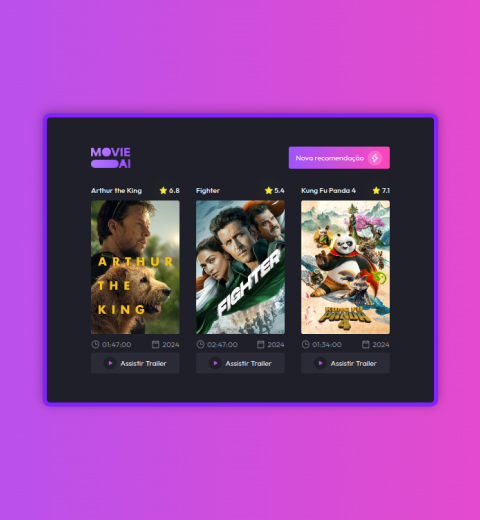 MOVIE
AI
Nova recomendação
Arthur the King
6.8
Fighter
5.4
Kung Fu Panda 4
7.1
ARTHUR
THE
KING
FIGHTER
KUNG FU
PANDA
4
01:47:00
2024
02:47:00
2024
01:34:00
2024
Assistir Trailer
Assistir Trailer
Assistir Trailer